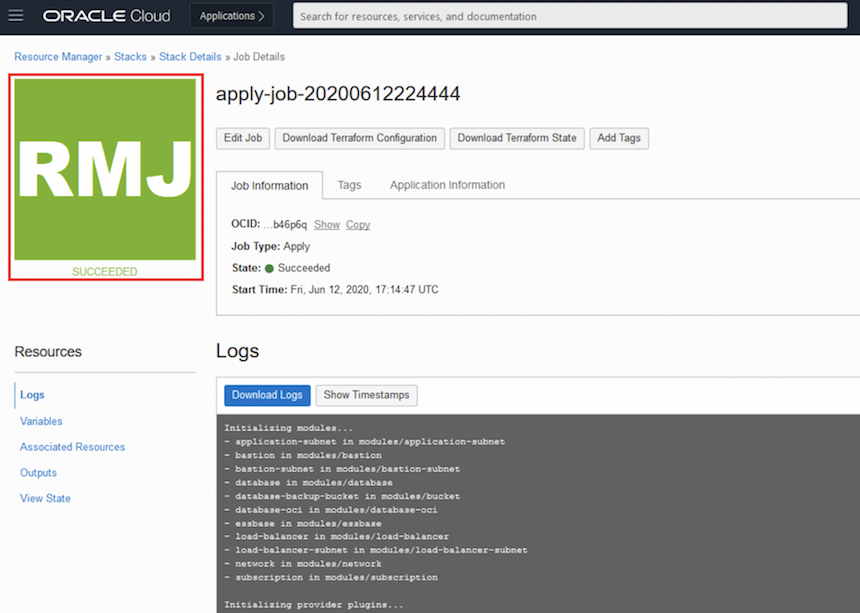 ORACLE Cloud
Applications
Search for resources, services, and documentation
Resource Manager » Stacks » Stack Details » Job Details
RMJ
SUCCEEDED
apply-job-20200612224444
Edit Job
Download Terraform Configuration
Download Terraform State
Add Tags
Job Information
Tags
Application Information
OCID: ...b46p6q Show Copy
Job Type: Apply
State: Succeeded
Start Time: Fri, Jun 12, 2020, 17:14:47 UTC
Resources
Logs
Variables
Associated Resources
Outputs
View State
Logs
Download Logs
Show Timestamps
Initializing modules...
- application-subnet in modules/application-subnet
- bastion in modules/bastion
- bastion-subnet in modules/bastion-subnet
- database in modules/database
- database-backup-bucket in modules/bucket
- database-oci in modules/database-oci
- essbase in modules/essbase
- load-balancer in modules/load-balancer
- load-balancer-subnet in modules/load-balancer-subnet
- network in modules/network
- subscription in modules/subscription
Initializing provider plugins...